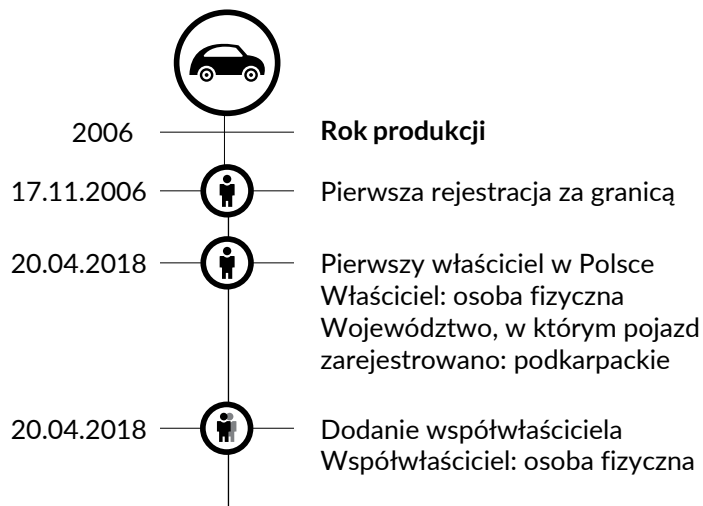 2006 Rok produkcji
17.11.2006 Pierwsza rejestracja za granicą
20.04.2018 Pierwszy właściciel w Polsce
Właściciel: osoba fizyczna
Województwo, w którym pojazd
zarejestrowano: podkarpackie
20.04.2018 Dodanie współwłaściciela
Współwłaściciel: osoba fizyczna